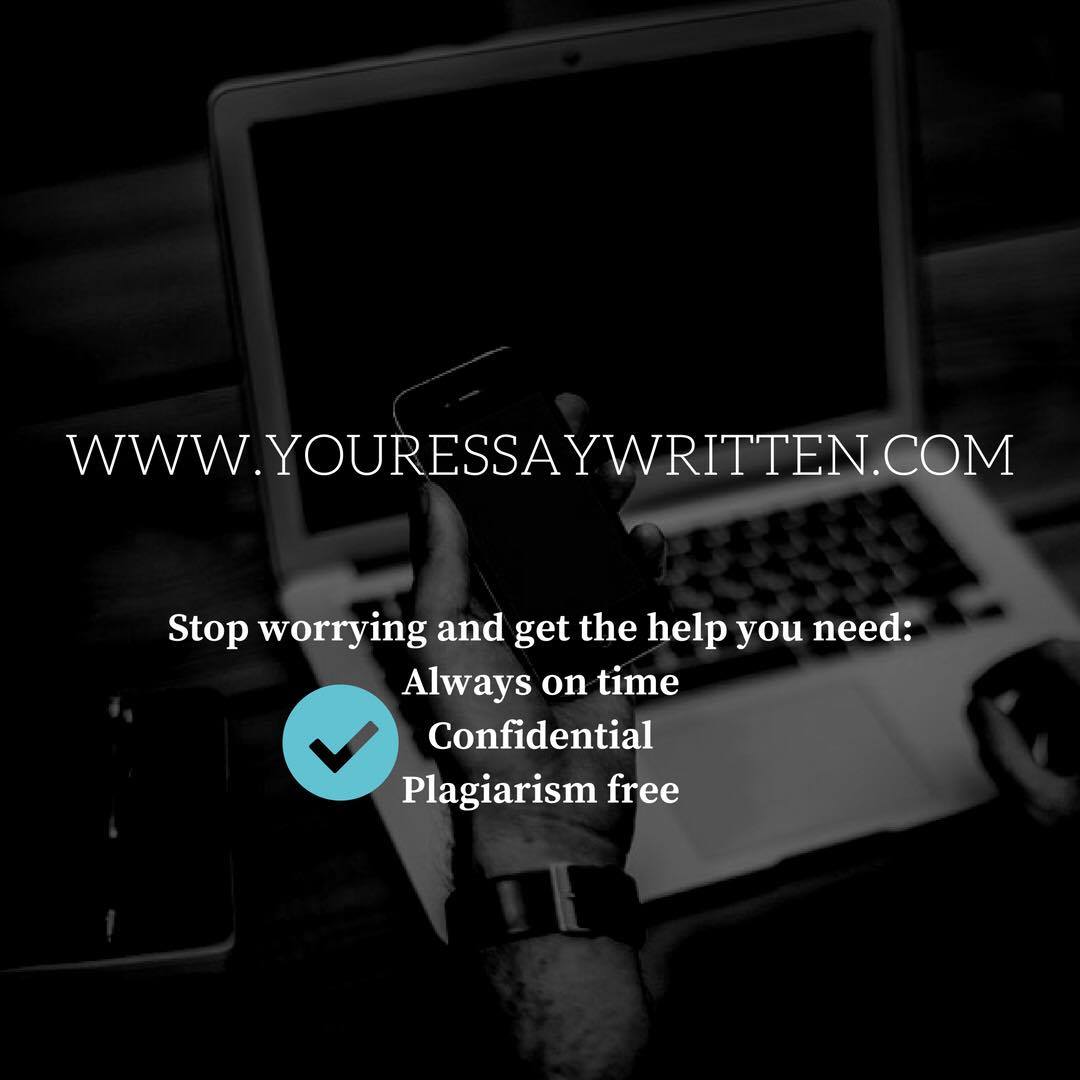 WWW.YOURESSAYWRITTEN.COM
Stop worrying and get the help you need:
Always on time
Confidential
Plagiarism free